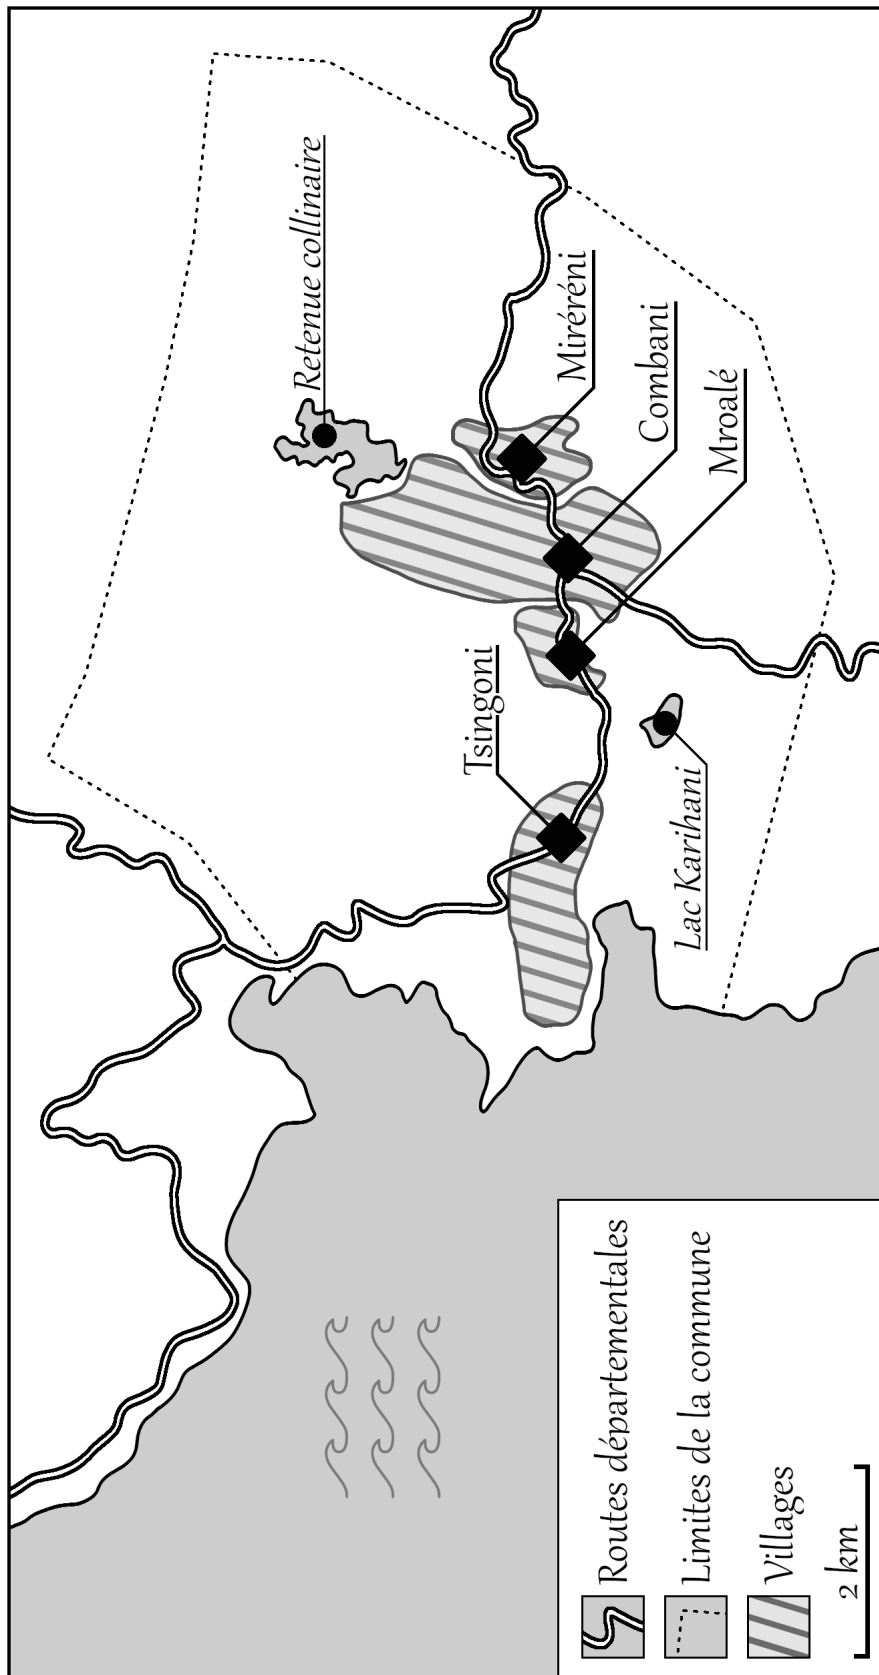 Retenue collinaire
Miréréni
Combani
Mroalé
Tsingoni
Lac Karihani
Routes départementales
Limites de la commune
Villages
2 km